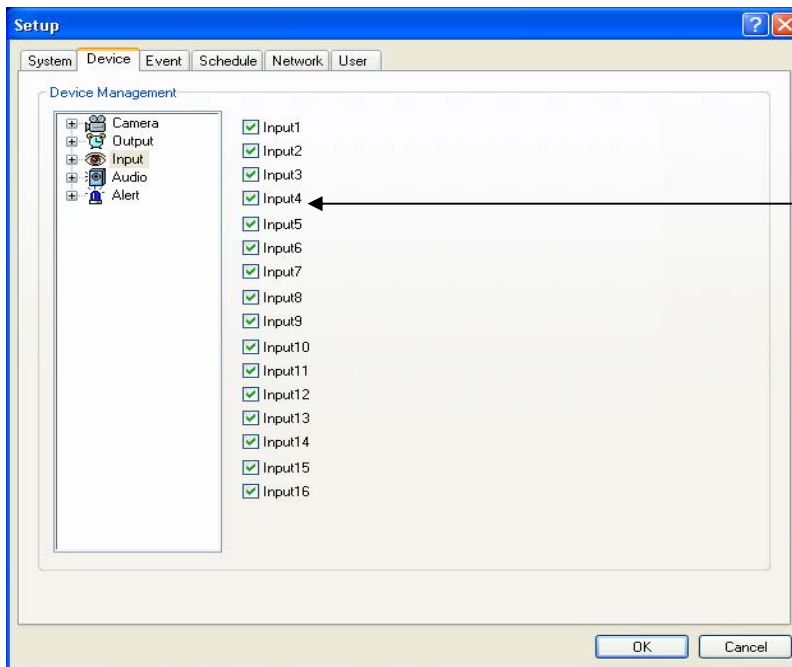 Setup
System Device Event Schedule Network User
Device Management
Camera
Output
Input
Audio
Alert
Input1
Input2
Input3
Input4
Input5
Input6
Input7
Input8
Input9
Input10
Input11
Input12
Input13
Input14
Input15
Input16
OK Cancel